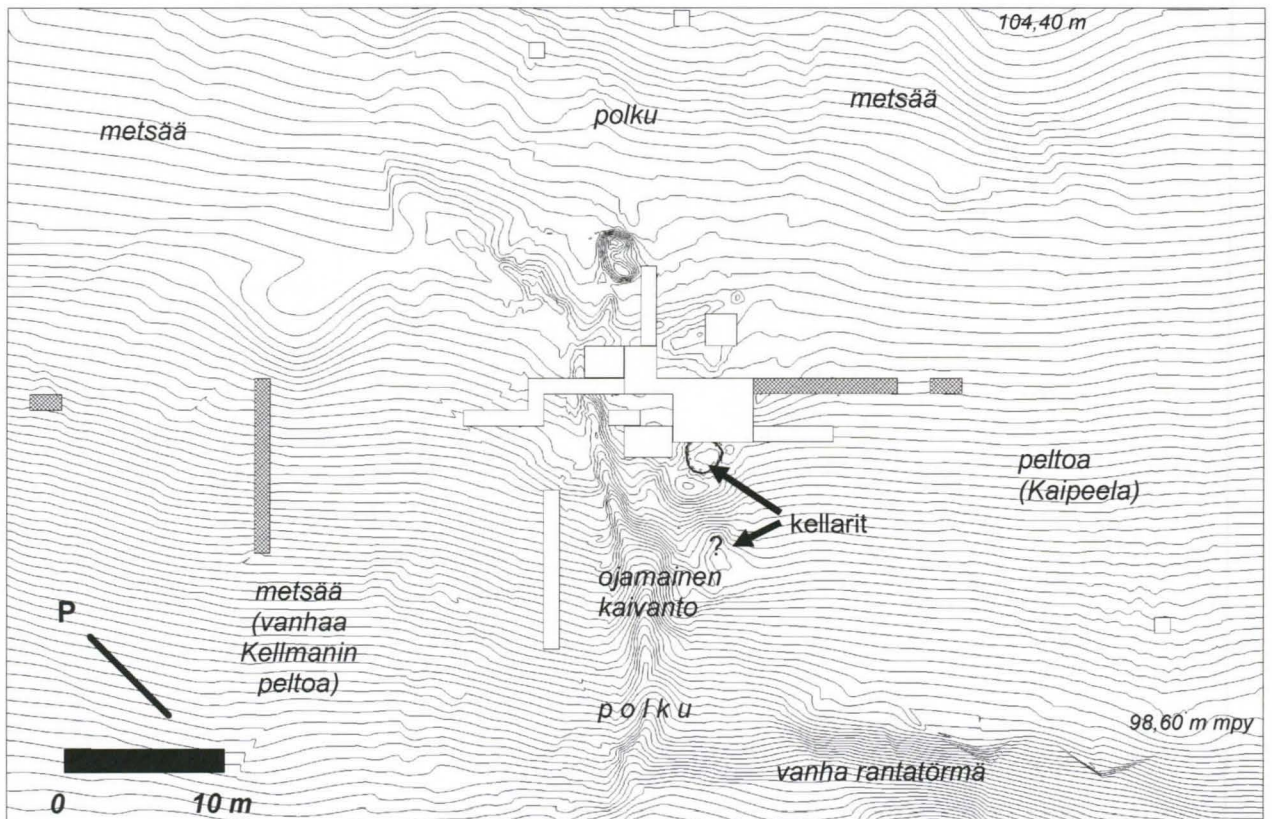 104,40 m
metsää
polku
metsää
peltoa
(Kaipeela)
kellarit
?
ojamainen
kaivanto
metsää
(vanhaa
Kellmanin
peltoa)
P
polku
98,60 m mpy
vanha rantatörmä
0 10 m